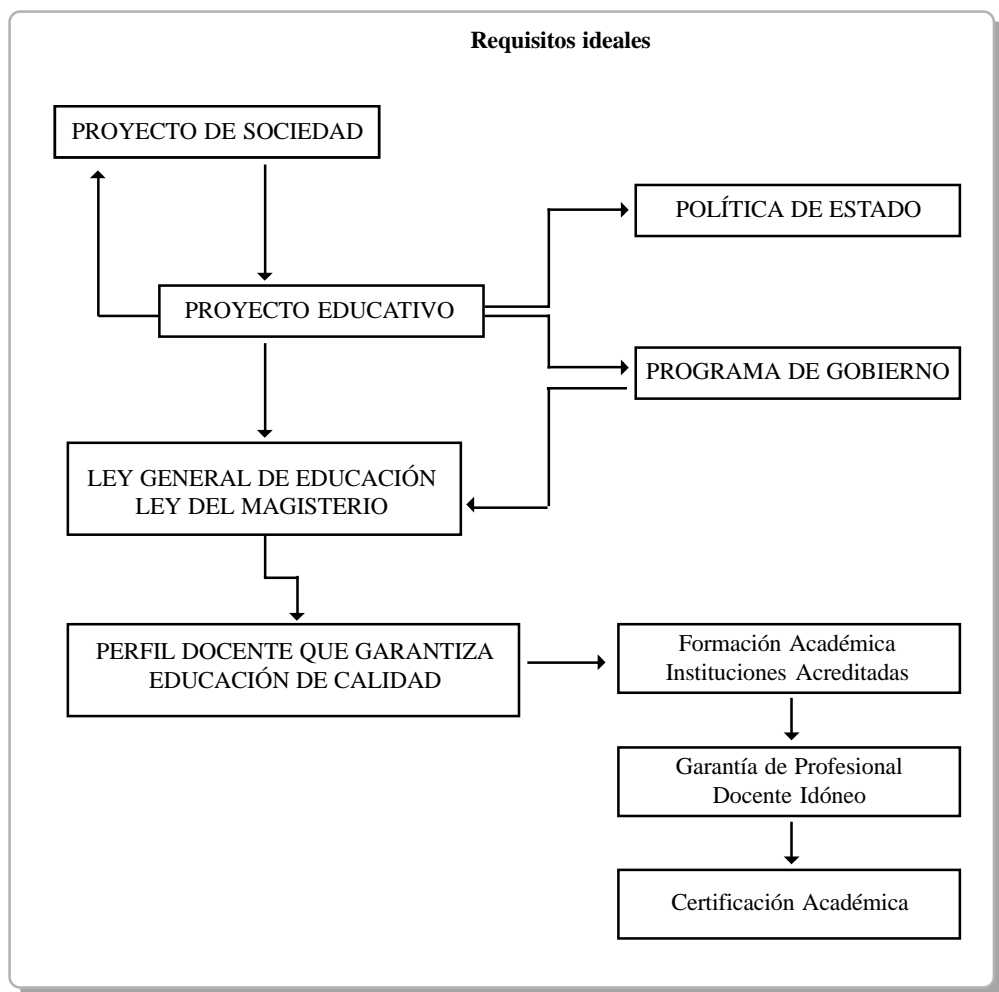 Requisitos ideales
PROYECTO DE SOCIEDAD
POLÍTICA DE ESTADO
PROYECTO EDUCATIVO
PROGRAMA DE GOBIERNO
LEY GENERAL DE EDUCACIÓN
LEY DEL MAGISTERIO
PERFIL DOCENTE QUE GARANTIZA
EDUCACIÓN DE CALIDAD
Formación Académica
Instituciones Acreditadas
Garantía de Profesional
Docente Idóneo
Certificación Académica